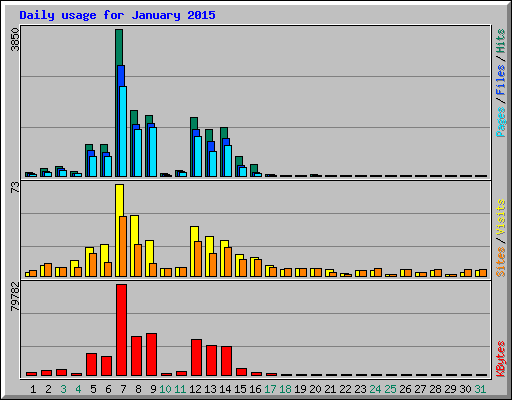 Daily usage for January 2015
3850
Pages / Files / Hits
73
Sites / Visits
79782
KBytes
1 2 3 4 5 6 7 8 9 10 11 12 13 14 15 16 17 18 19 20 21 22 23 24 25 26 27 28 29 30 31